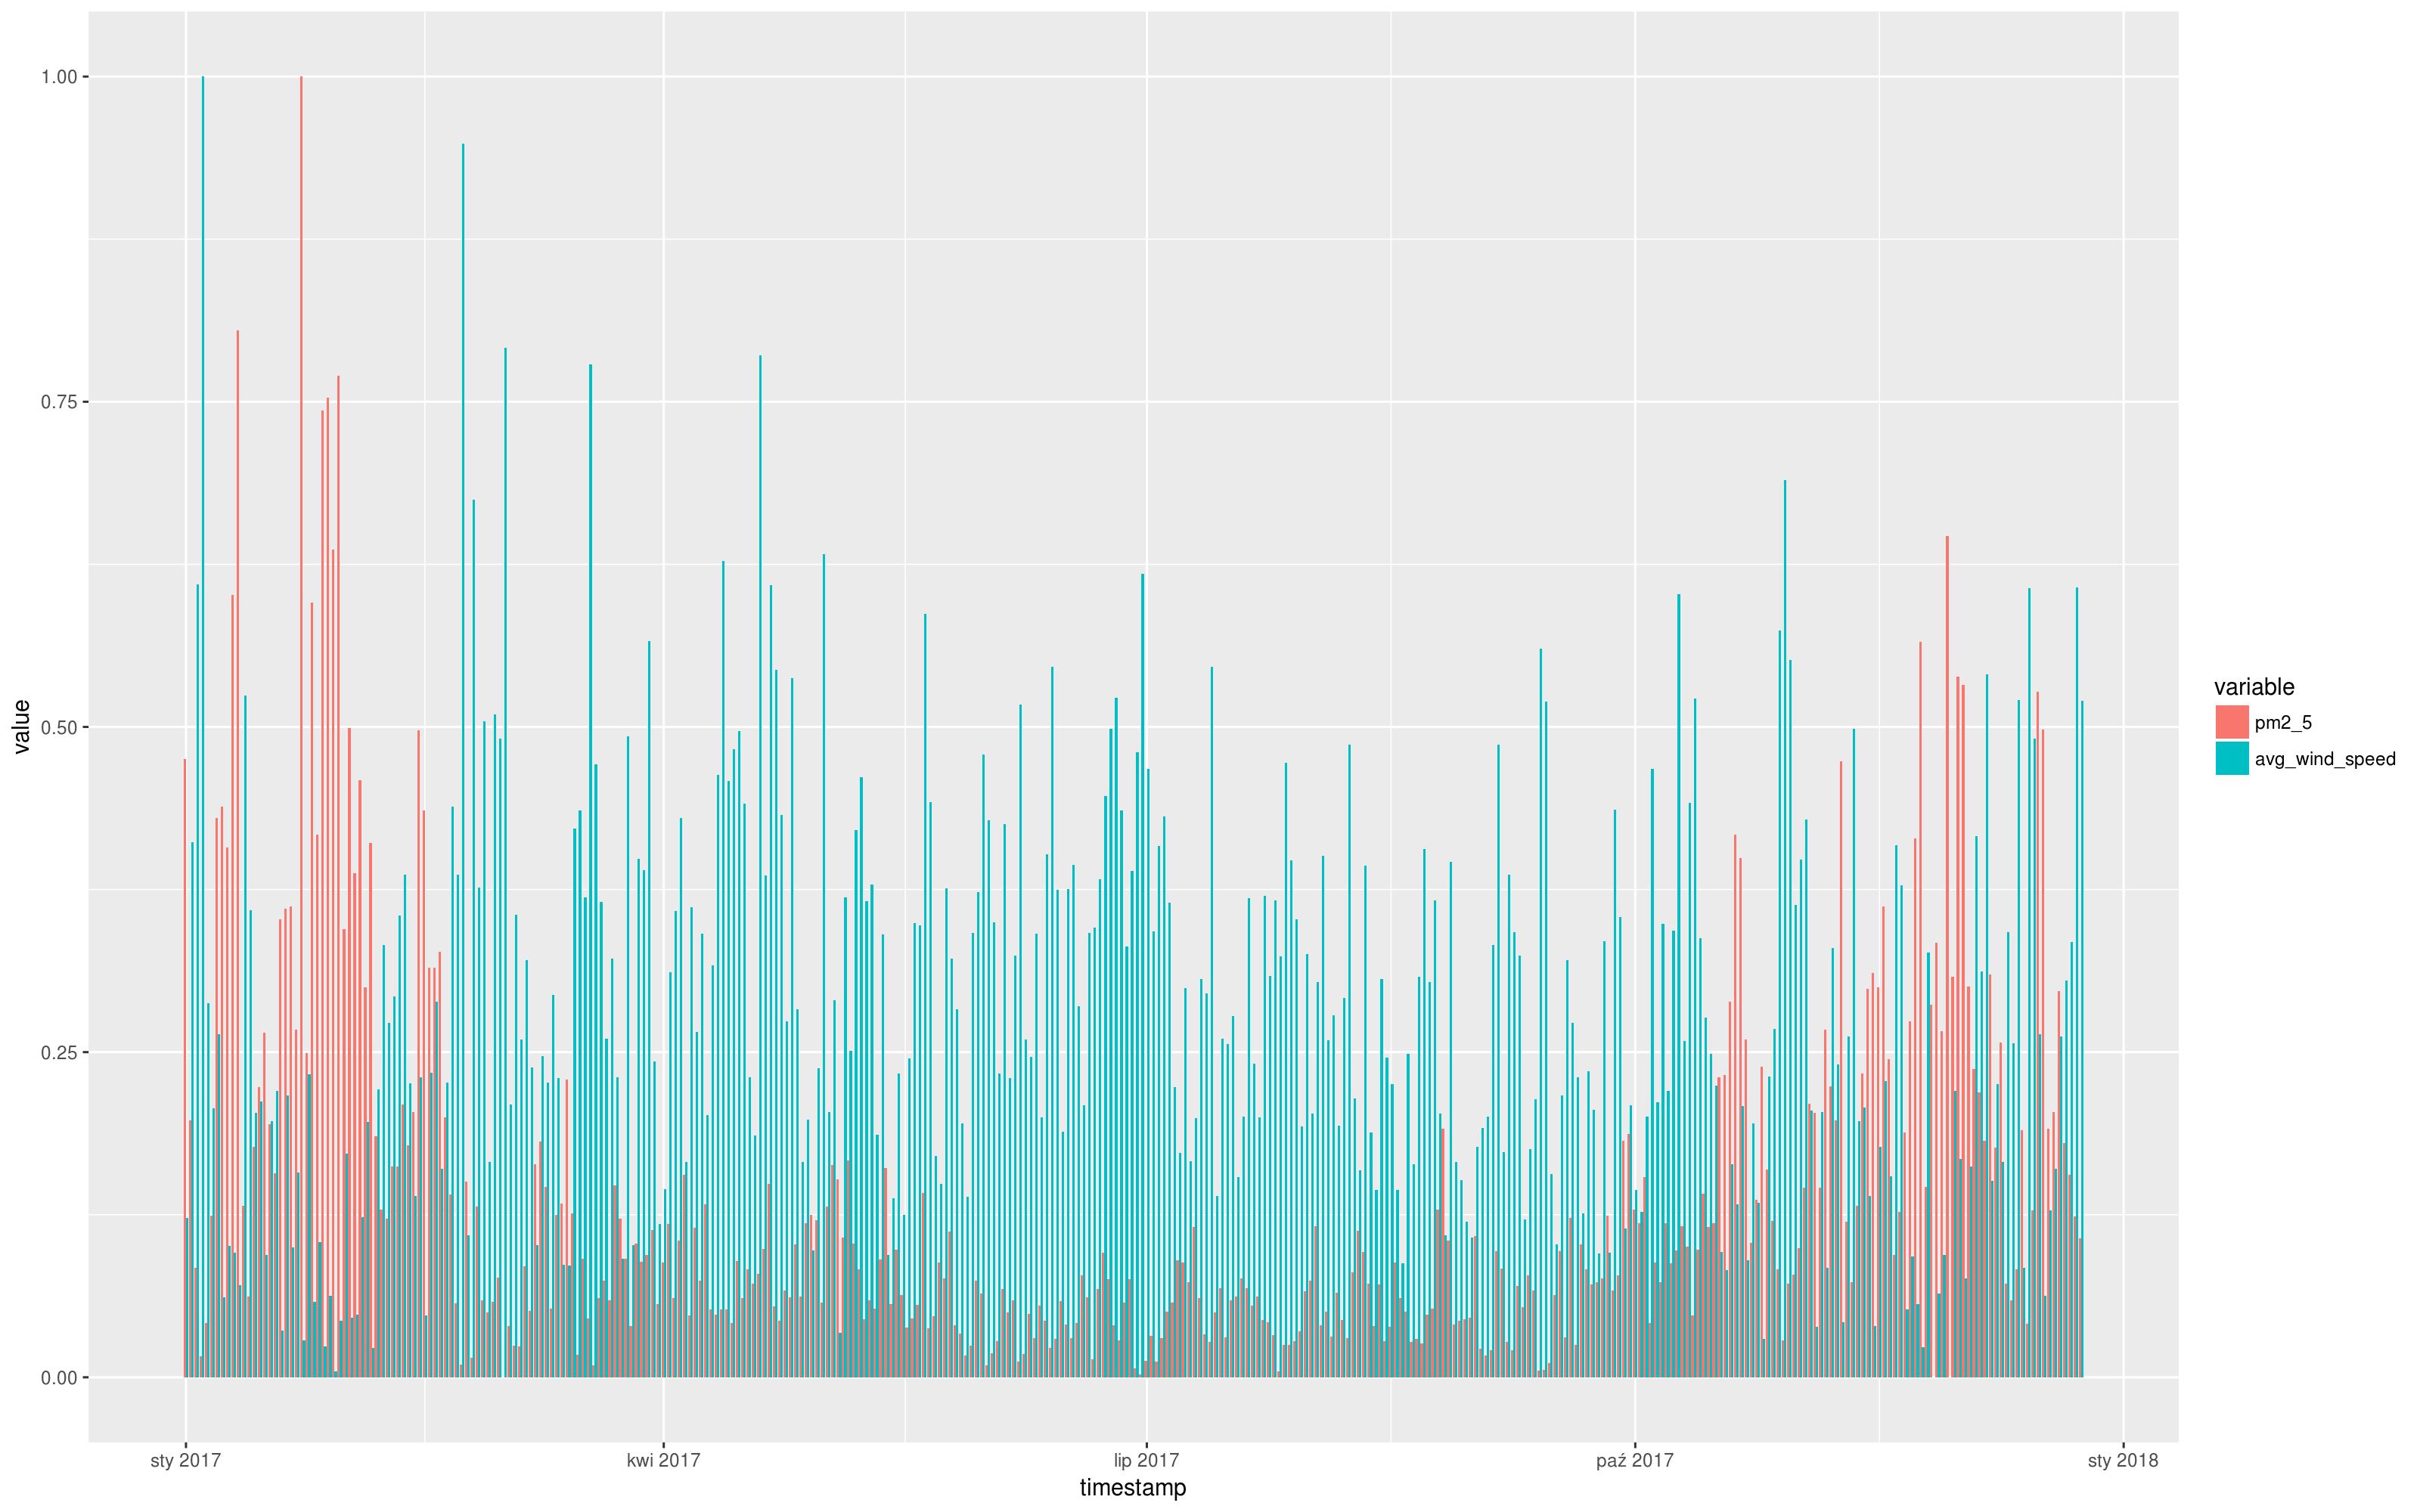 1.00
0.75
0.50
0.25
0.00
value
sty 2017
kwi 2017
lip 2017
paź 2017
sty 2018
timestamp
variable
pm2_5
avg_wind_speed